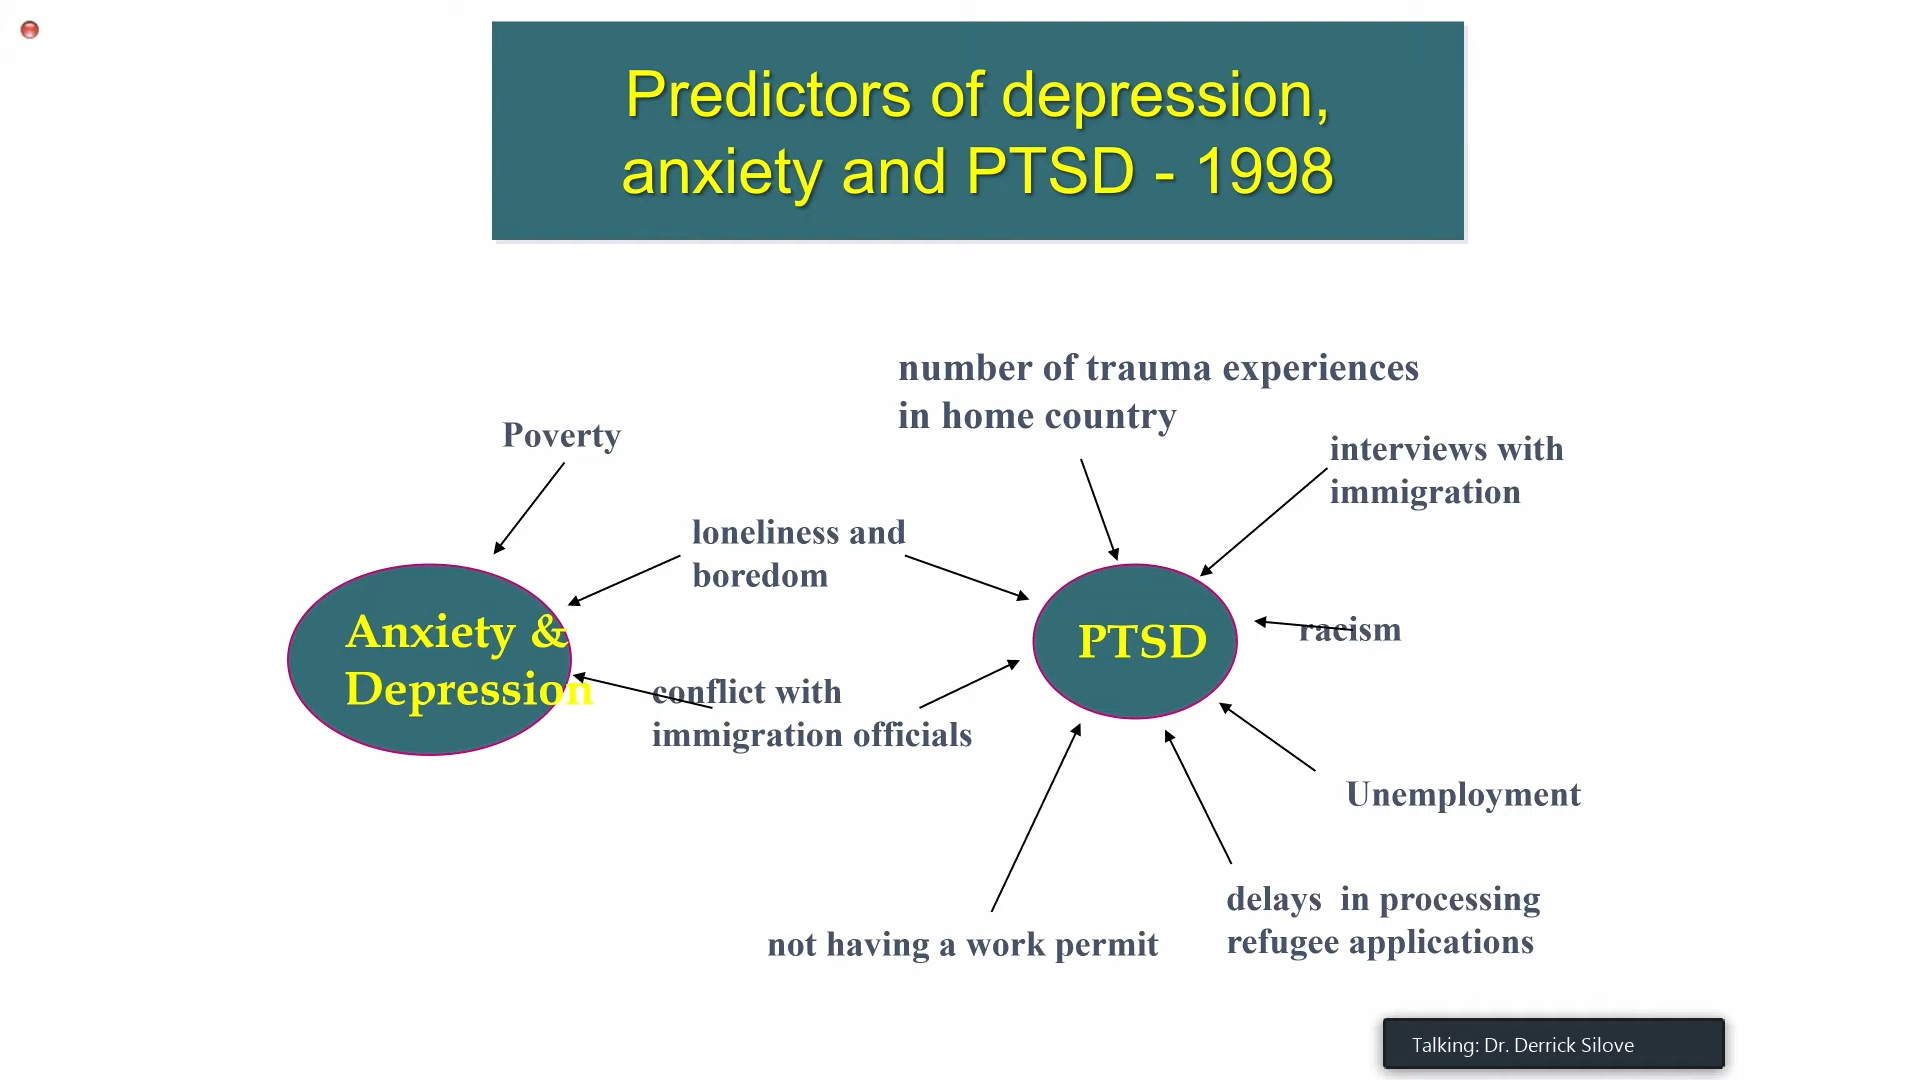 Predictors of depression,
anxiety and PTSD - 1998
number of trauma experiences
in home country
Poverty
interviews with
immigration
loneliness and
boredom
Anxiety &
Depression
PTSD
racism
conflict with
immigration officials
Unemployment
delays  in processing
refugee applications
not having a work permit
Talking: Dr. Derrick Silove